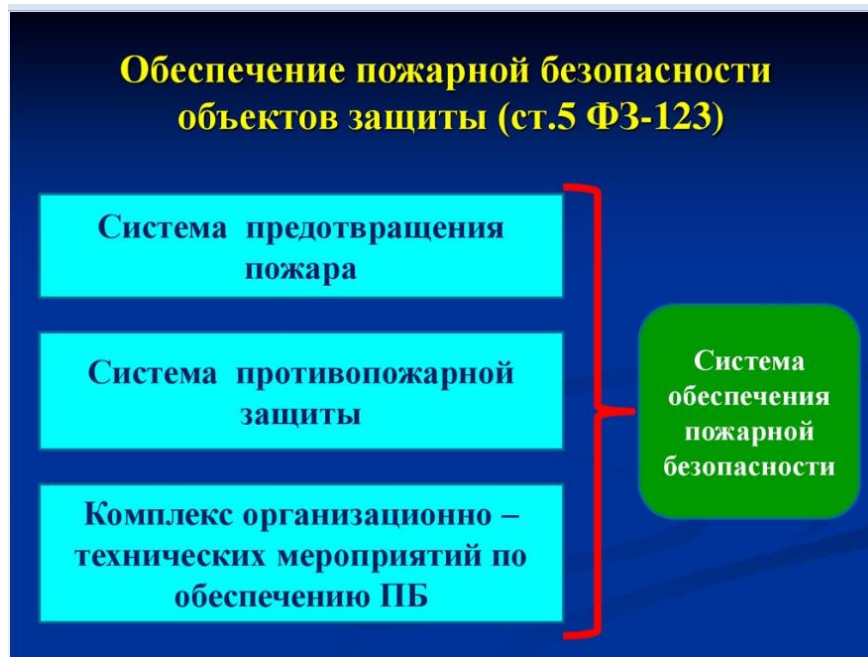 Обеспечение пожарной безопасности
объектов защиты (ст.5 ФЗ-123)
Система предотвращения
пожара
Система противопожарной
защиты
Комплекс организационно –
технических мероприятий по
обеспечению ПБ
Система
обеспечения
пожарной
безопасности